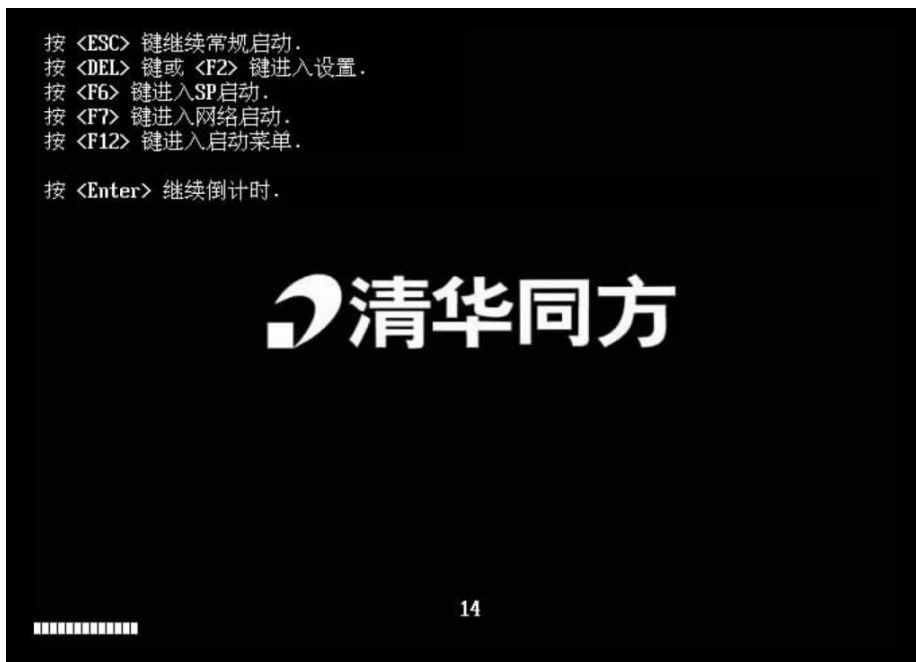 按 <ESC> 键继续常规启动.
按 <DEL> 键或 <F2> 键进入设置.
按 <F6> 键进入SP启动.
按 <F7> 键进入网络启动.
按 <F12> 键进入启动菜单.
按 <Enter> 继续倒计时.
清华同方
14